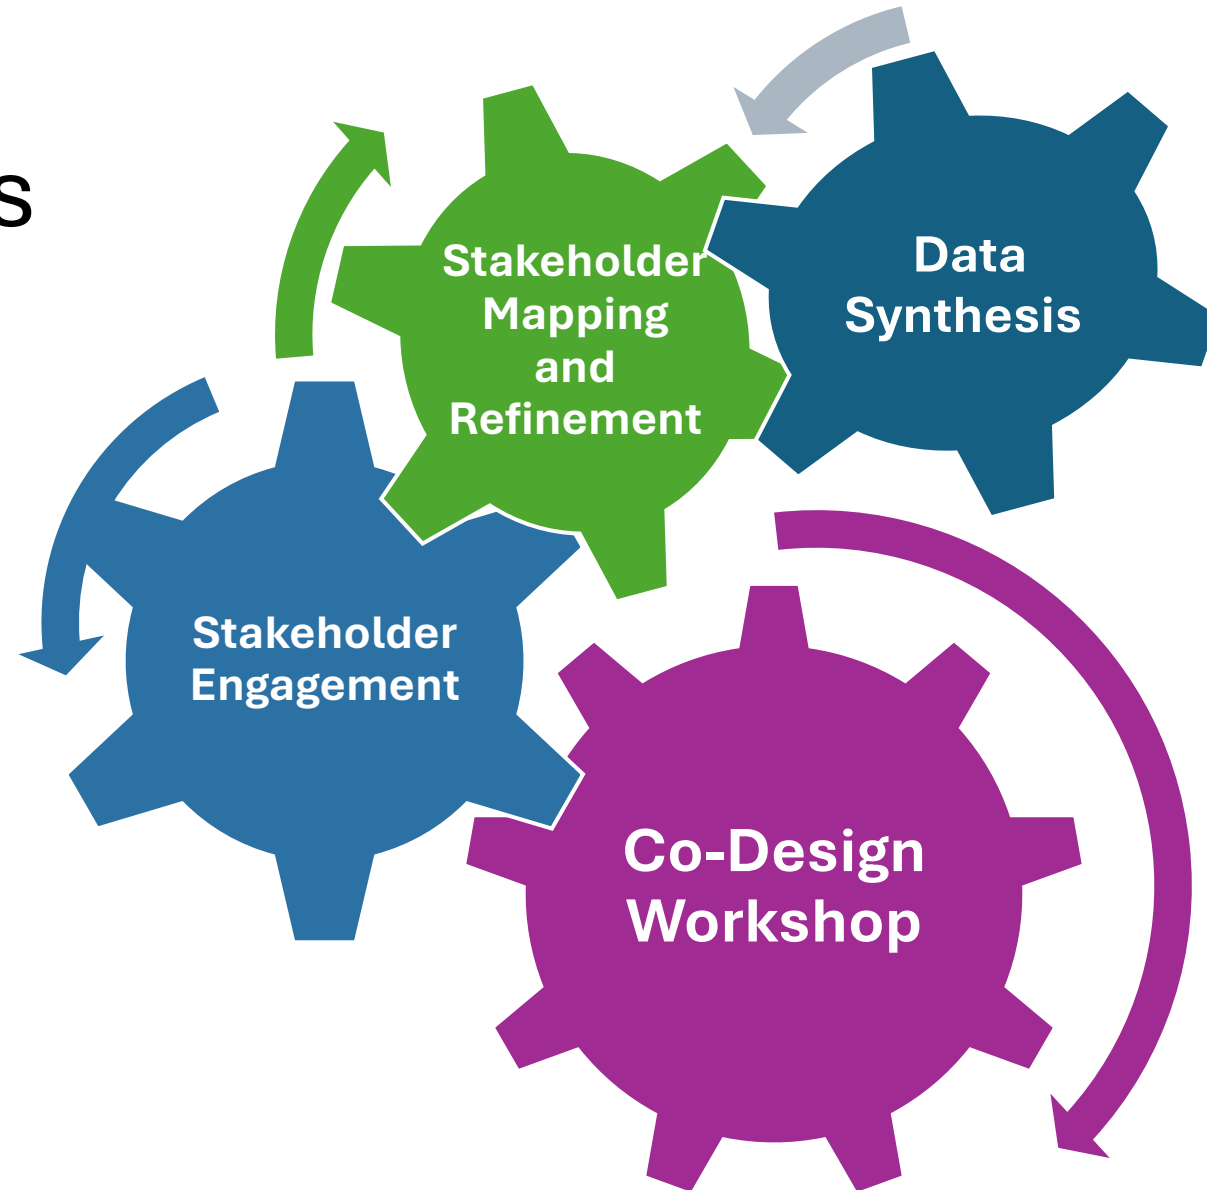 s
Data
Synthesis
Stakeholder
Mapping
and
Refinement
Stakeholder
Engagement
Co-Design
Workshop